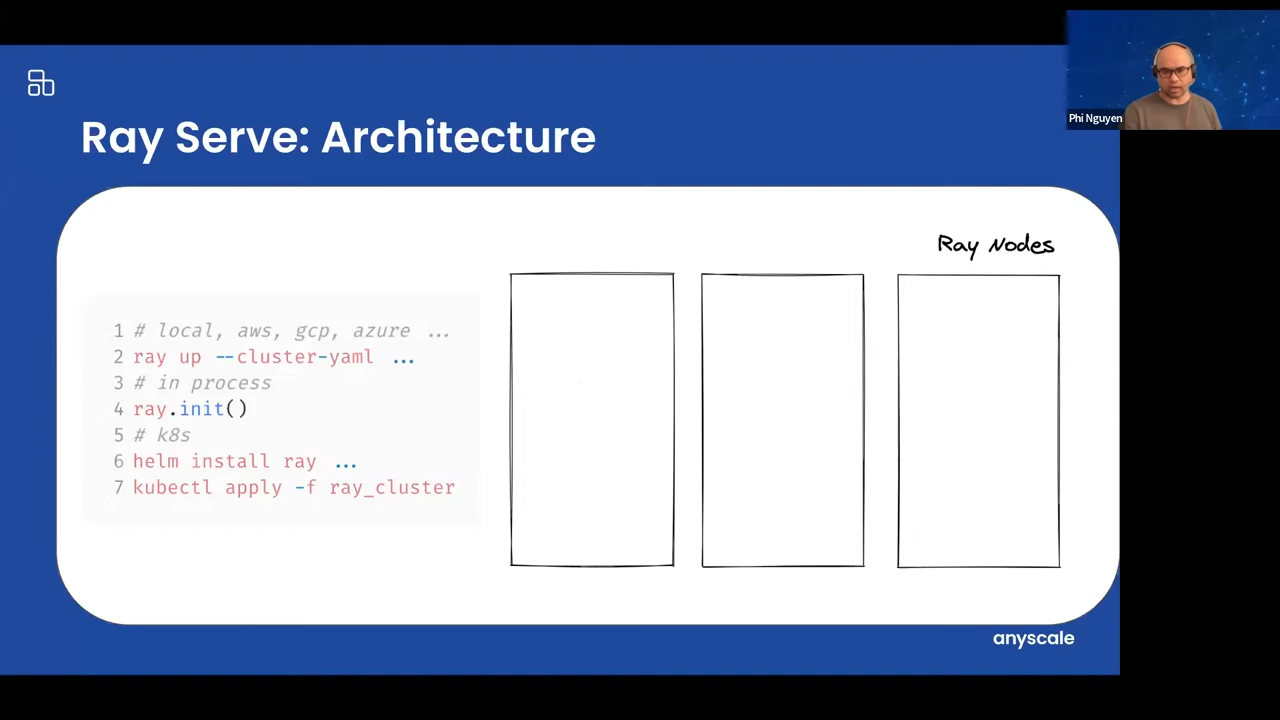 Phi Nguyen
Ray Serve: Architecture
Ray Nodes
1 # local, aws, gcp, azure ...
2 ray up --cluster-yaml ...
3 # in process
4 ray.init()
5 # k8s
6 helm install ray ...
7 kubectl apply -f ray_cluster
anyscale